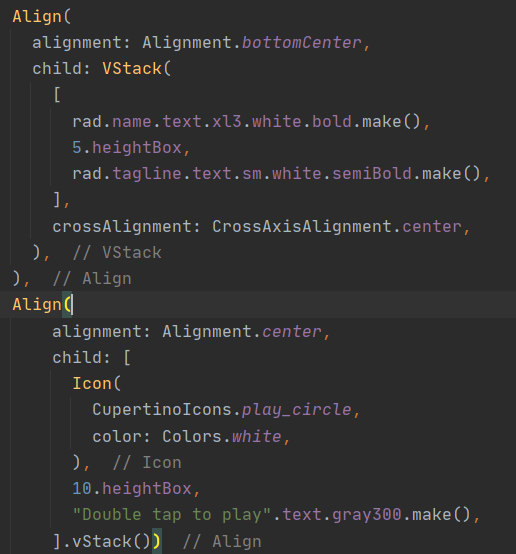 Align(
  alignment: Alignment.bottomCenter,
  child: VStack(
    [
      rad.name.text.xl3.white.bold.make(),
      5.heightBox,
      rad.tagline.text.sm.white.semiBold.make(),
    ],
    crossAlignment: CrossAxisAlignment.center,
  ),  // VStack
),  // Align
Align(
    alignment: Alignment.center,
    child: [
      Icon(
        CupertinoIcons.play_circle,
        color: Colors.white,
      ),  // Icon
      10.heightBox,
      "Double tap to play".text.gray300.make(),
    ].vStack())  // Align